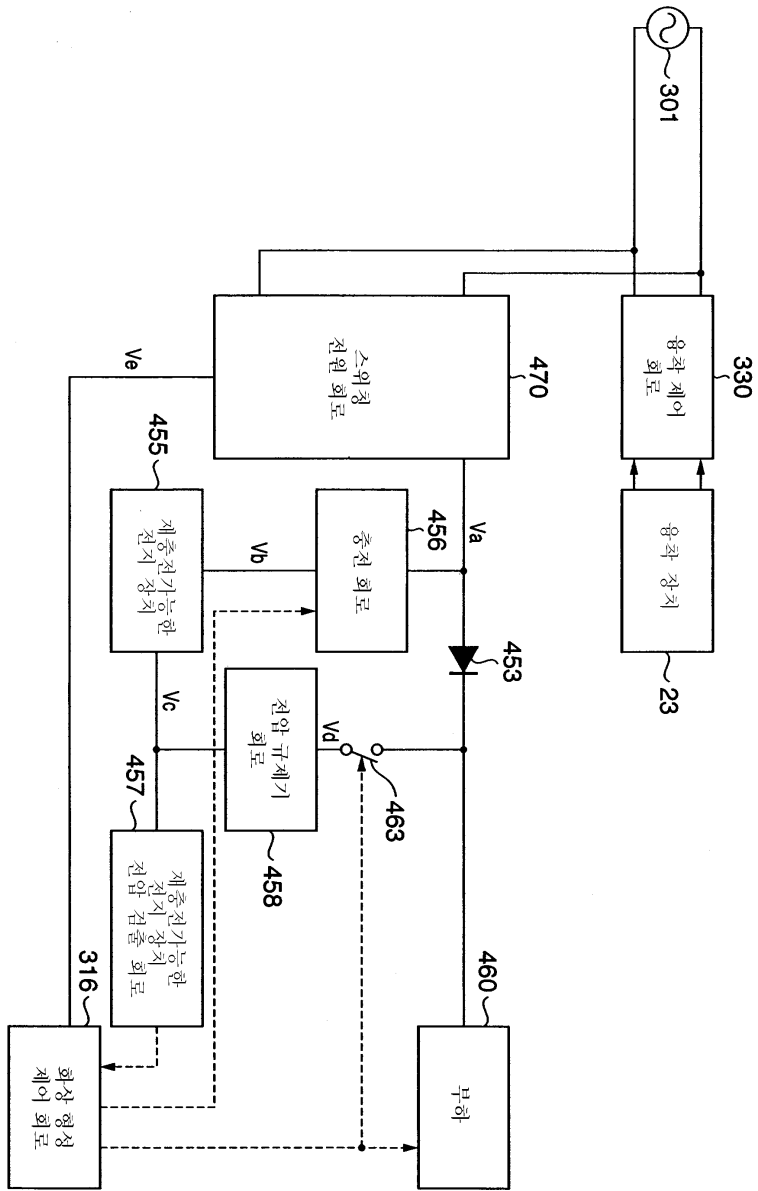 301
330
융착 제어
회로
융착 장치
23
470
스위칭
전원 회로
Va
453
460
부하
456
충전 회로
463
Vd
전압 규제기
회로
458
Vb
455
재충전가능한
전지 장치
Vc
457
재충전가능한
전지 장치
전압 검출 회로
Ve
316
화상 형성
제어 회로